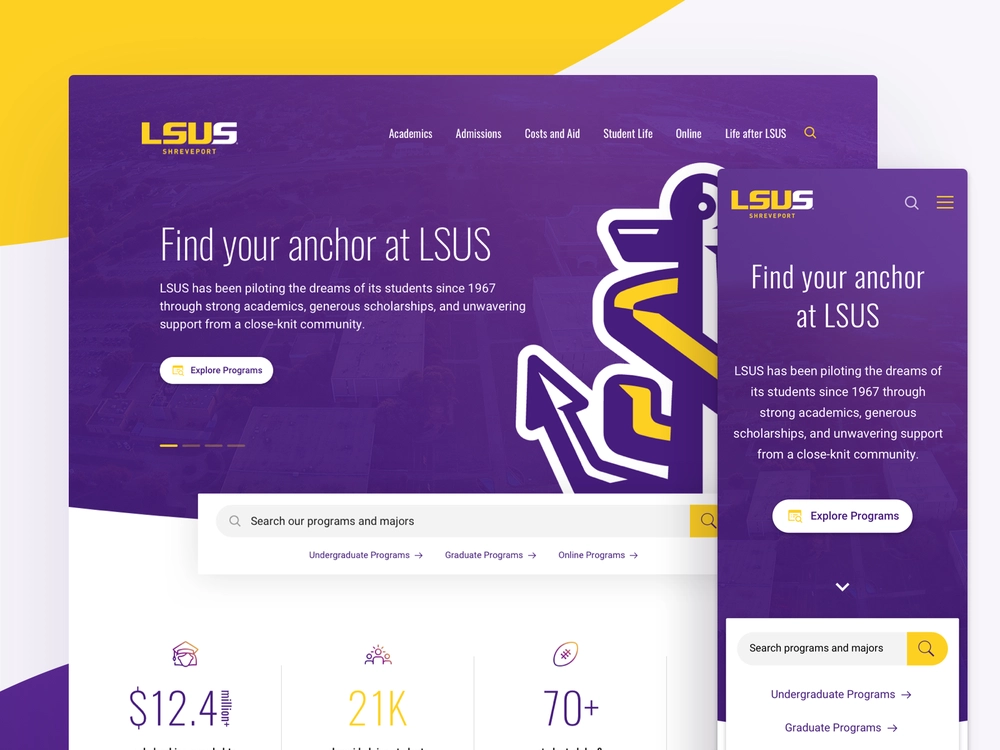 LSUS
SHREVEPORT
Academics Admissions Costs and Aid Student Life Online Life after LSUS
Find your anchor at LSUS
LSUS has been piloting the dreams of its students since 1967
through strong academics, generous scholarships, and unwavering
support from a close-knit community.
Explore Programs
Search our programs and majors
Undergraduate Programs → Graduate Programs → Online Programs →
$12.4 million+
21K
70+
LSUS
SHREVEPORT
Find your anchor
at LSUS
LSUS has been piloting the dreams of
its students since 1967 through
strong academics, generous
scholarships, and unwavering support
from a close-knit community.
Explore Programs
Search programs and majors
Undergraduate Programs →
Graduate Programs →